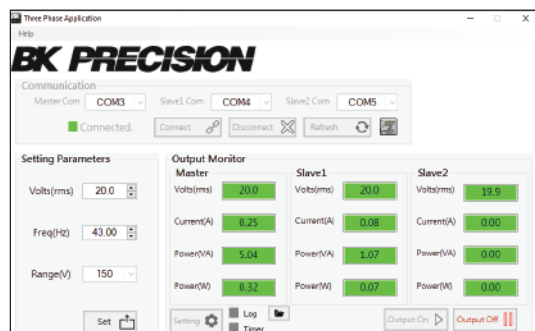 Three Phase Application
Help
BK PRECISION
Communication
Master Com COM3 Slave1 Com COM4 Slave2 Com COM5
Connected. Connect Disconnect Refresh
Setting Parameters
Volts(rms) 20.0
Freq(Hz) 43.00
Range(V) 150
Set
Output Monitor
Master Slave1 Slave2
Volts(rms) 20.0 Volts(rms) 20.0 Volts(rms) 19.9
Current(A) 0.25 Current(A) 0.08 Current(A) 0.00
Power(VA) 5.04 Power(VA) 1.07 Power(VA) 0.00
Power(W) 0.32 Power(W) 0.07 Power(W) 0.00
Setting Log Output On Output Off
Timer